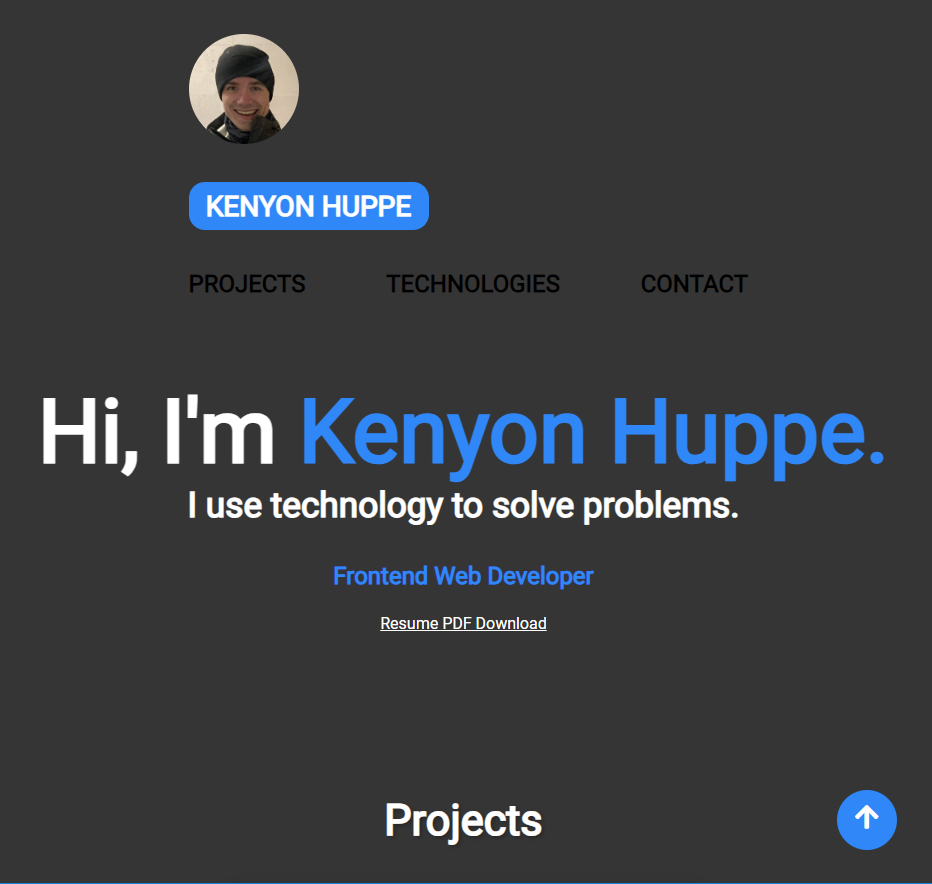 KENYON HUPPE
PROJECTS TECHNOLOGIES CONTACT
Hi, I'm Kenyon Huppe.
I use technology to solve problems.
Frontend Web Developer
Resume PDF Download
Projects